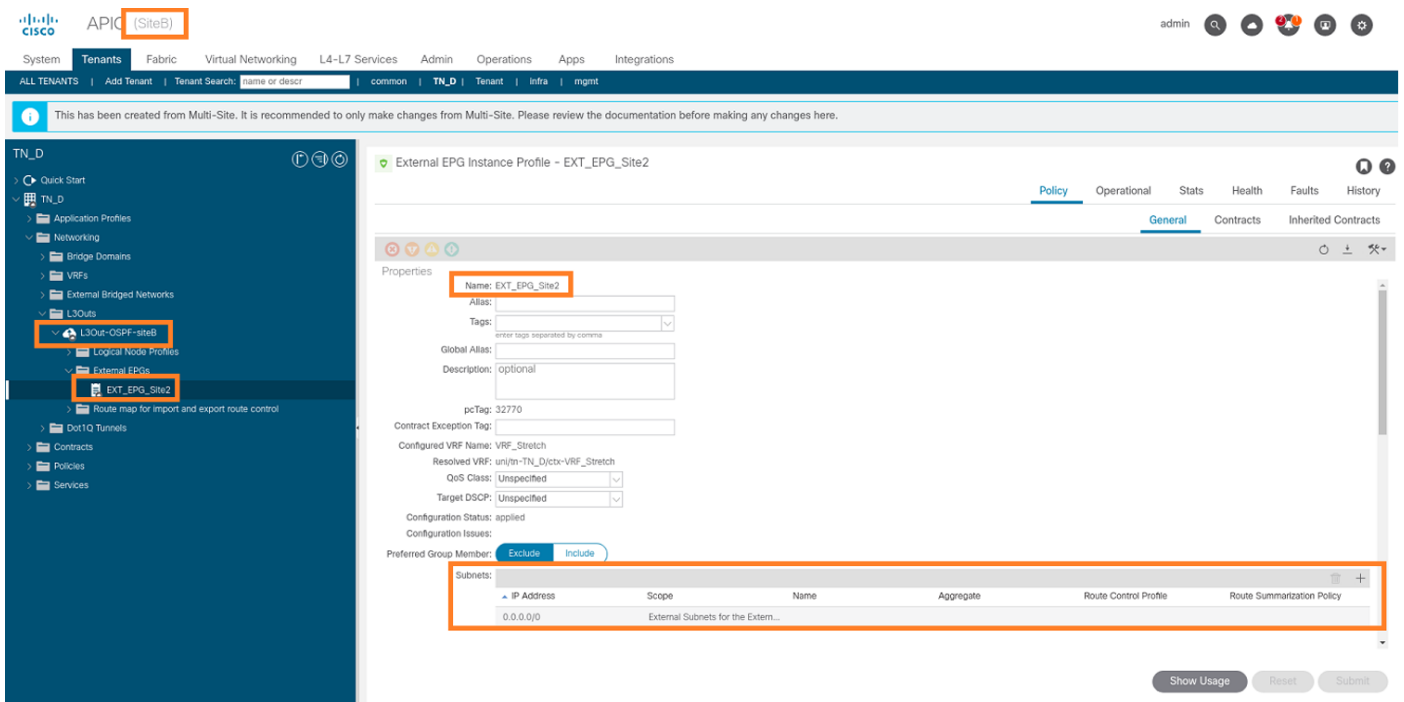 cisco APIC (SiteB) admin 2 1
System Tenants Fabric Virtual Networking L4-L7 Services Admin Operations Apps Integrations
ALL TENANTS | Add Tenant | Tenant Search: name or descr | common | TN_D | Tenant | infra | mgmt
This has been created from Multi-Site. It is recommended to only make changes from Multi-Site. Please review the documentation before making any changes here.
TN_D
Quick Start
TN_D
Application Profiles
Networking
Bridge Domains
VRFs
External Bridged Networks
L3Outs
L3Out-OSPF-siteB
Logical Node Profiles
External EPGs
EXT_EPG_Site2
Route map for import and export route control
Dot1Q Tunnels
Contracts
Policies
Services
External EPG Instance Profile - EXT_EPG_Site2
Policy Operational Stats Health Faults History
General Contracts Inherited Contracts
Properties
Name: EXT_EPG_Site2
Alias:
Tags:
enter tags separated by comma
Global Alias:
Description: optional
pcTag: 32770
Contract Exception Tag:
Configured VRF Name: VRF_Stretch
Resolved VRF: uni/tn-TN_D/ctx-VRF_Stretch
QoS Class: Unspecified
Target DSCP: Unspecified
Configuration Status: applied
Configuration Issues:
Preferred Group Member: Exclude Include
Subnets:
IP Address Scope Name Aggregate Route Control Profile Route Summarization Policy
0.0.0.0/0 External Subnets for the Extern...
Show Usage Reset Submit